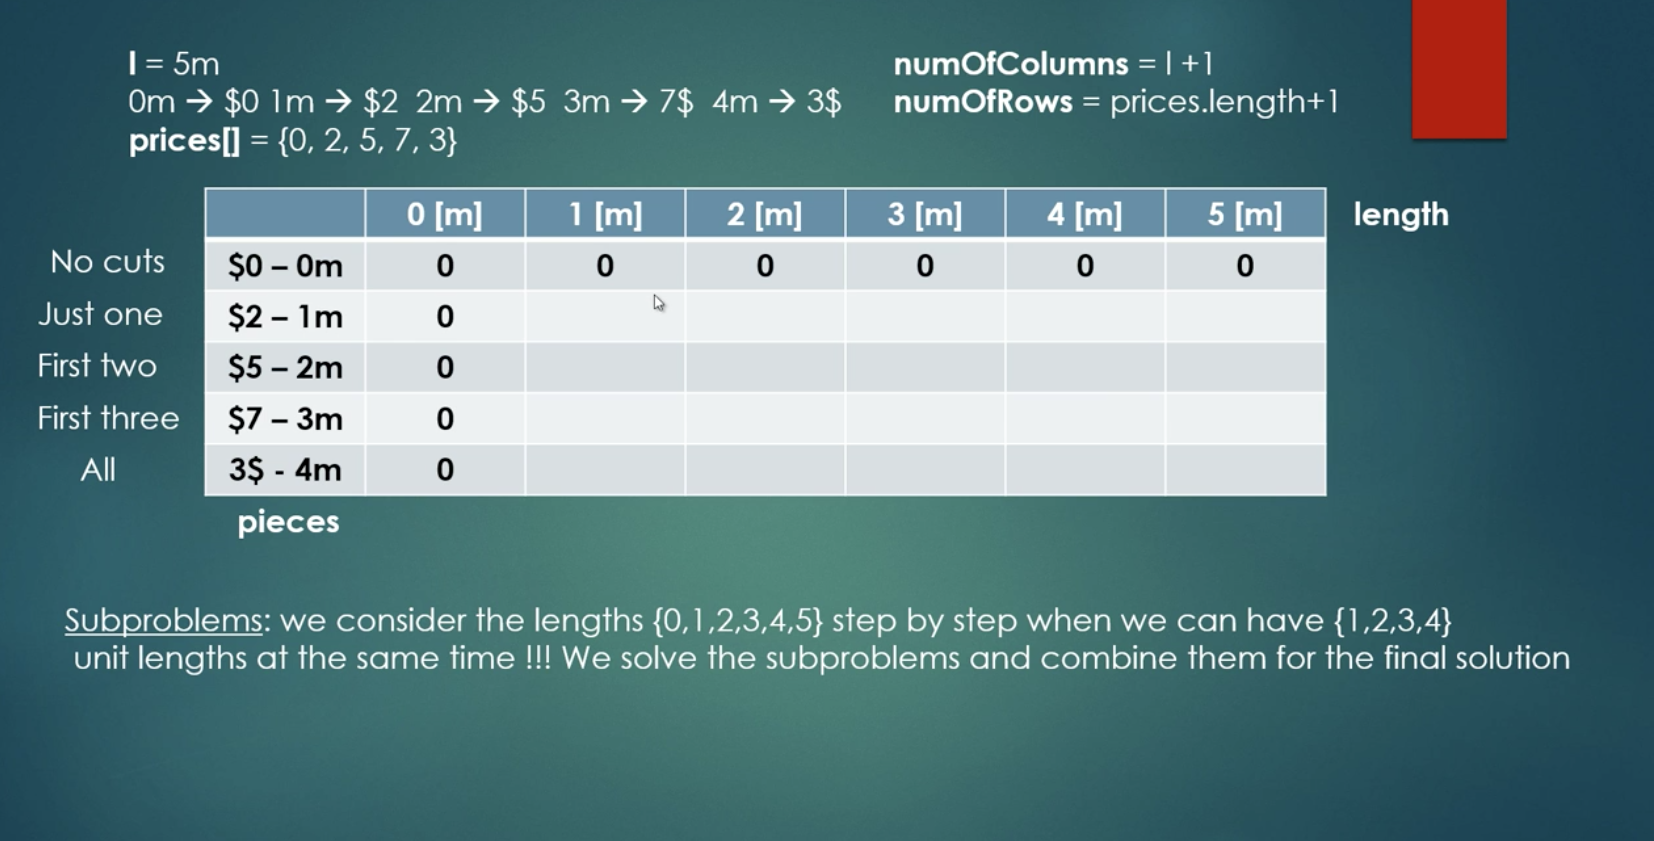 l = 5m
0m → $0 1m → $2 2m → $5 3m → 7$ 4m → 3$
prices[] = {0, 2, 5, 7, 3}
numOfColumns = l +1
numOfRows = prices.length+1
0 [m] 1 [m] 2 [m] 3 [m] 4 [m] 5 [m] length
No cuts $0 – 0m 0 0 0 0 0 0
Just one $2 – 1m 0
First two $5 – 2m 0
First three $7 – 3m 0
All 3$ - 4m 0
pieces
Subproblems: we consider the lengths {0,1,2,3,4,5} step by step when we can have {1,2,3,4}
unit lengths at the same time !!! We solve the subproblems and combine them for the final solution